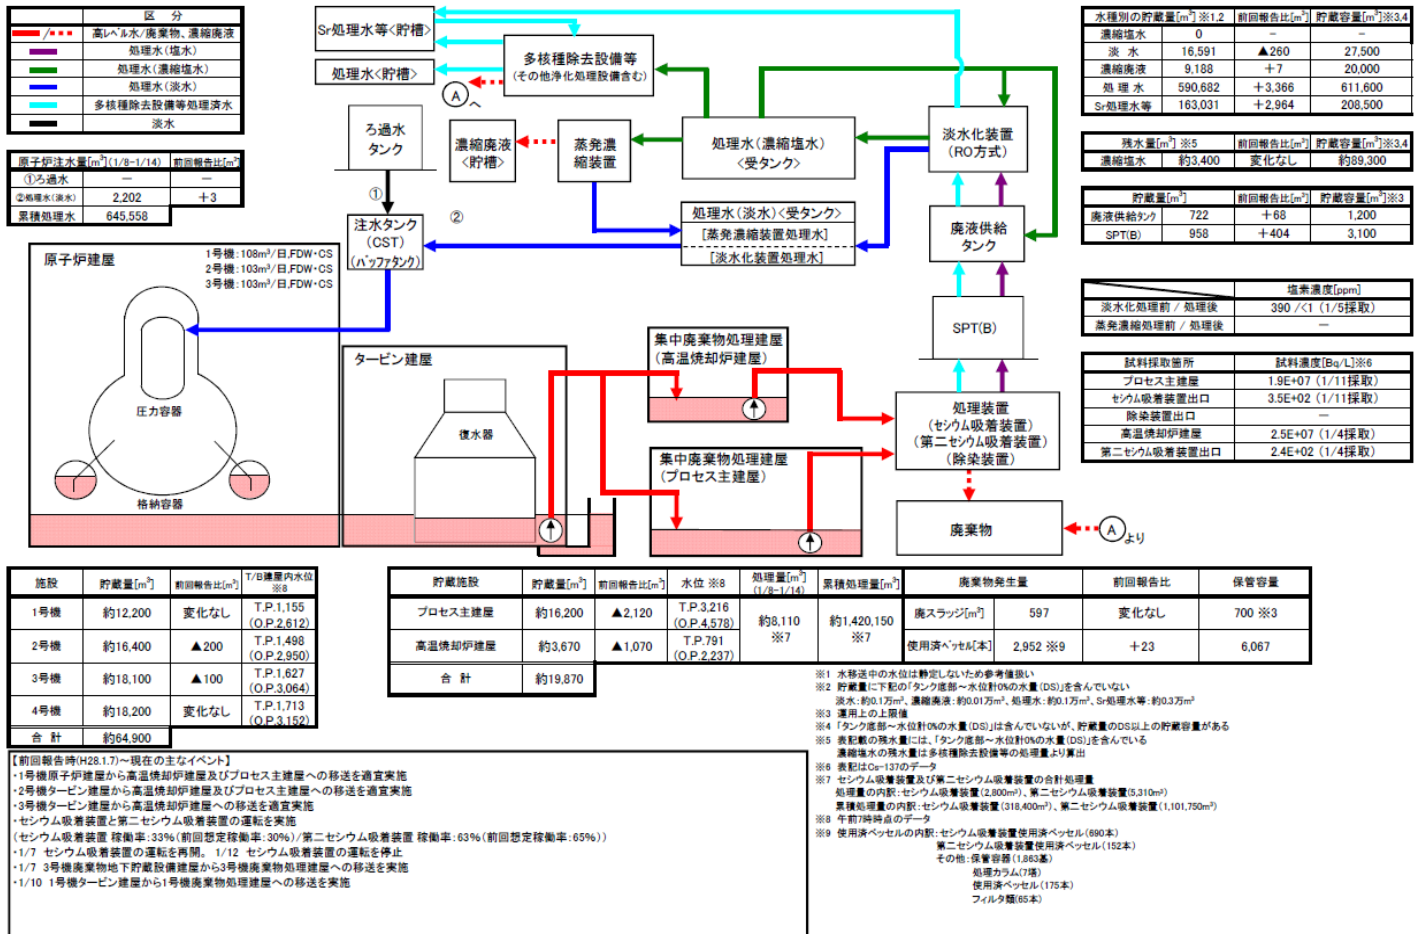 区 分
高レベル水/廃棄物、濃縮廃液
処理水(塩水)
処理水(濃縮塩水)
処理水(淡水)
多核種除去設備等処理済水
淡水
原子炉注水量[m³](1/8-1/14) 前回報告比[m³]
①ろ過水 － －
②処理水(淡水) 2,202 ＋3
累積処理水 645,558
Sr処理水等<貯槽>
処理水<貯槽>
多核種除去設備等
(その他浄化処理設備含む)
Ⓐへ
ろ過水
タンク
濃縮廃液
<貯槽>
蒸発濃
縮装置
処理水(濃縮塩水)
<受タンク>
淡水化装置
(RO方式)
①
②
注水タンク
(CST)
(バッファタンク)
処理水(淡水)<受タンク>
[蒸発濃縮装置処理水]
[淡水化装置処理水]
廃液供給
タンク
SPT(B)
水種別の貯蔵量[m³] ※1,2 前回報告比[m³] 貯蔵容量[m³]※3,4
濃縮塩水 0 － －
淡 水 16,591 ▲260 27,500
濃縮廃液 9,188 ＋7 20,000
処 理 水 590,682 ＋3,366 611,600
Sr処理水等 163,031 ＋2,964 208,500
残水量[m³] ※5 前回報告比[m³] 貯蔵容量[m³]※3,4
濃縮塩水 約3,400 変化なし 約89,300
貯蔵量[m³] 前回報告比[m³] 貯蔵容量[m³]※3
廃液供給タンク 722 ＋68 1,200
SPT(B) 958 ＋404 3,100
塩素濃度[ppm]
淡水化処理前 / 処理後 390 /<1 (1/5採取)
蒸発濃縮処理前 / 処理後 －
試料採取箇所 試料濃度[Bq/L]※6
プロセス主建屋 1.9E+07 (1/11採取)
セシウム吸着装置出口 3.5E+02 (1/11採取)
除染装置出口 －
高温焼却炉建屋 2.5E+07 (1/4採取)
第二セシウム吸着装置出口 2.4E+02 (1/4採取)
原子炉建屋
1号機:108m³/日,FDW・CS
2号機:103m³/日,FDW・CS
3号機:103m³/日,FDW・CS
圧力容器
格納容器
タービン建屋
復水器
集中廃棄物処理建屋
(高温焼却炉建屋)
集中廃棄物処理建屋
(プロセス主建屋)
処理装置
(セシウム吸着装置)
(第二セシウム吸着装置)
(除染装置)
廃棄物
Ⓐより
施設 貯蔵量[m³] 前回報告比[m³] T/B建屋内水位 ※8
1号機 約12,200 変化なし T.P.1,155 (O.P.2,612)
2号機 約16,400 ▲200 T.P.1,498 (O.P.2,950)
3号機 約18,100 ▲100 T.P.1,627 (O.P.3,064)
4号機 約18,200 変化なし T.P.1,713 (O.P.3,152)
合 計 約64,900
貯蔵施設 貯蔵量[m³] 前回報告比[m³] 水位 ※8 処理量[m³] (1/8-1/14) 累積処理量[m³] 廃棄物発生量 前回報告比 保管容量
プロセス主建屋 約16,200 ▲2,120 T.P.3,216 (O.P.4,578) 約8,110 ※7 約1,420,150 ※7 廃スラッジ[m³] 597 変化なし 700 ※3
高温焼却炉建屋 約3,670 ▲1,070 T.P.791 (O.P.2,237) 使用済ベッセル[本] 2,952 ※9 ＋23 6,067
合 計 約19,870
※1 水移送中の水位は静定しないため参考値扱い
※2 貯蔵量に下記の「タンク底部～水位計0%の水量(DS)」を含んでいない
淡水:約0.1万m³、濃縮廃液:約0.01万m³、処理水:約0.1万m³、Sr処理水等:約0.3万m³
※3 運用上の上限値
※4 「タンク底部～水位計0%の水量(DS)」は含んでいないが、貯蔵量のDS以上の貯蔵容量がある
※5 表記載の残水量には、「タンク底部～水位計0%の水量(DS)」を含んでいる
濃縮塩水の残水量は多核種除去設備等の処理量より算出
※6 表記はCs-137のデータ
※7 セシウム吸着装置及び第二セシウム吸着装置の合計処理量
処理量の内訳:セシウム吸着装置(2,800m³)、第二セシウム吸着装置(5,310m³)
累積処理量の内訳:セシウム吸着装置(318,400m³)、第二セシウム吸着装置(1,101,750m³)
※8 午前7時時点のデータ
※9 使用済ベッセルの内訳:セシウム吸着装置使用済ベッセル(690本)
第二セシウム吸着装置使用済ベッセル(152本)
その他:保管容器(1,863基)
処理カラム(7塔)
使用済ベッセル(175本)
フィルタ類(65本)
【前回報告時(H28.1.7)～現在の主なイベント】
・1号機原子炉建屋から高温焼却炉建屋及びプロセス主建屋への移送を適宜実施
・2号機タービン建屋から高温焼却炉建屋及びプロセス主建屋への移送を適宜実施
・3号機タービン建屋から高温焼却炉建屋への移送を適宜実施
・セシウム吸着装置と第二セシウム吸着装置の運転を実施
(セシウム吸着装置 稼働率:33%(前回想定稼働率:30%)/第二セシウム吸着装置 稼働率:63%(前回想定稼働率:65%))
・1/7 セシウム吸着装置の運転を再開。 1/12 セシウム吸着装置の運転を停止
・1/7 3号機廃棄物地下貯蔵設備建屋から3号機廃棄物処理建屋への移送を実施
・1/10 1号機タービン建屋から1号機廃棄物処理建屋への移送を実施